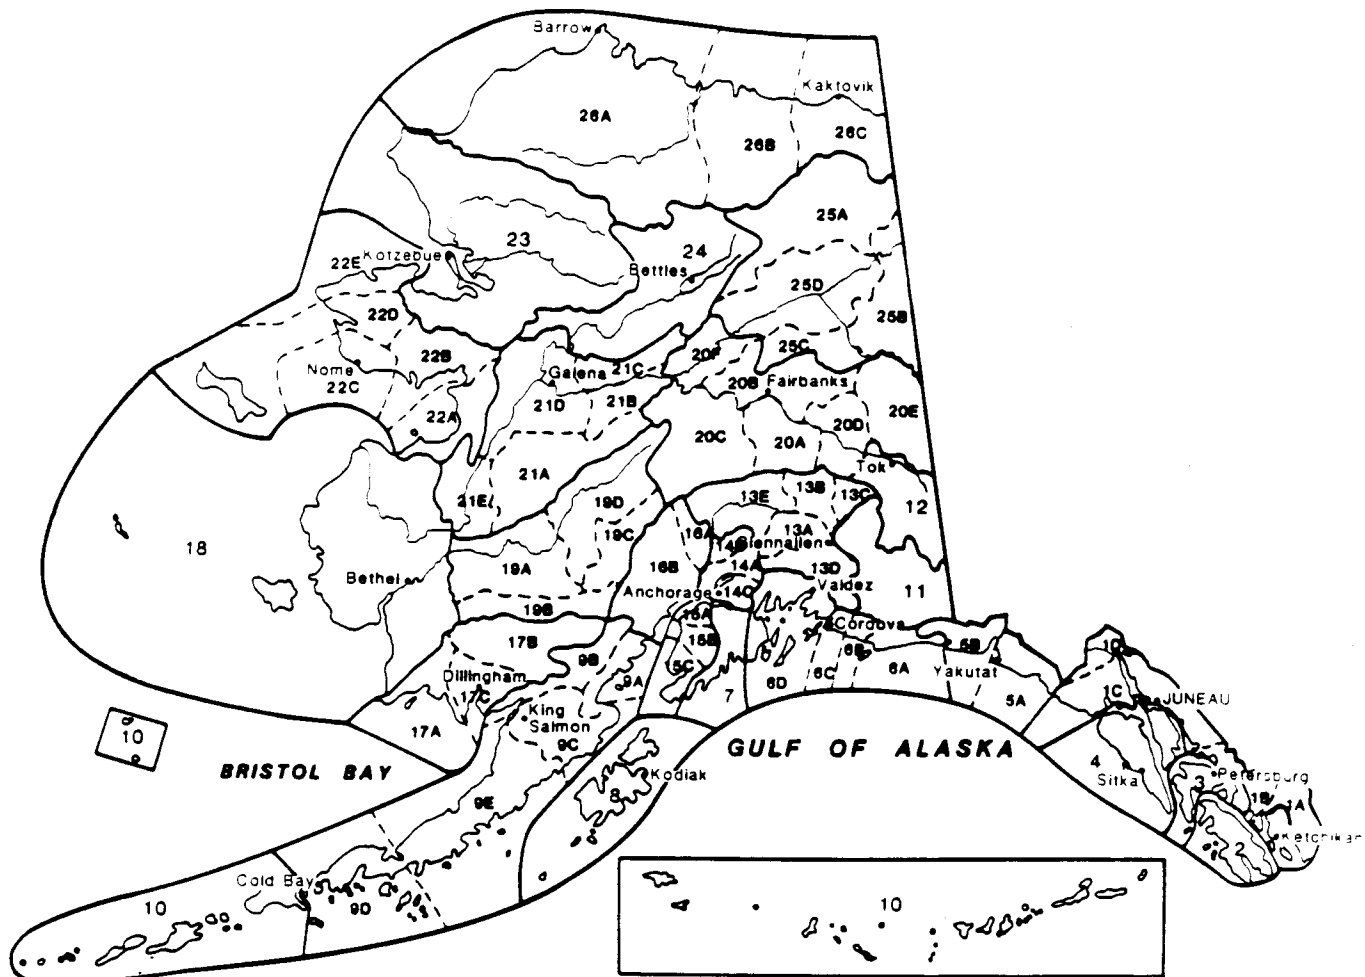 Barrow
Kaktovik
26A
26B
26C
25A
23
24
22E
Kotzebue
Bettles
25D
22D
25B
22B
20F
25C
Nome
22C
Galena
21C
20B
Fairbanks
22A
21D
21B
20C
20A
20D
20E
21A
21E
Tok
19D
13E
13B
13C
12
18
19C
16A
13A
14B
Glennallen
19A
16B
14A
13D
Bethel
Anchorage
14C
Valdez
11
19B
15A
Cordova
17B
9B
15B
6B
5B
1D
Dillingham
17C
9A
15C
7
6D
6C
6A
Yakutat
5A
1C
JUNEAU
10
17A
King
Salmon
9C
BRISTOL BAY
GULF OF ALASKA
4
Sitka
3
Petersburg
8
Kodiak
1B
1A
9E
Ketchikan
2
Cold Bay
10
9D
10